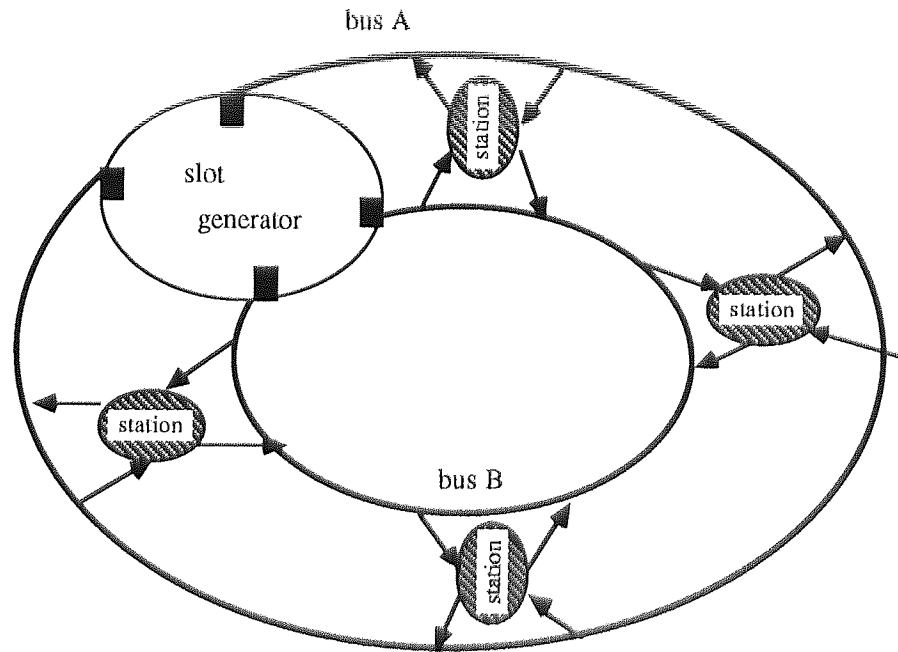 bus A
station
slot
generator
station
station
bus B
station